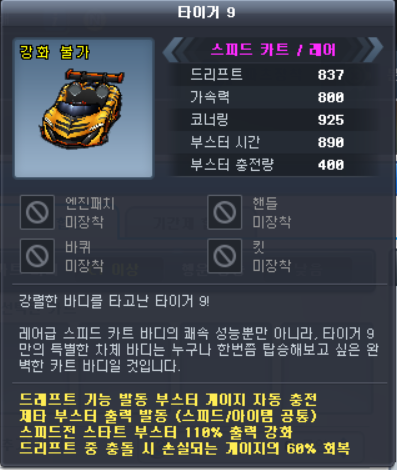 타이거 9
강화 불가
스피드 카트 / 레어
드리프트 837
가속력 800
코너링 925
부스터 시간 890
부스터 충전량 400
엔진패치
미장착
핸들
미장착
바퀴
미장착
킷
미장착
강렬한 바디를 타고난 타이거 9!
레어급 스피드 카트 바디의 쾌속 성능뿐만 아니라, 타이거 9
만의 특별한 차체 바디는 누구나 한번쯤 탑승해보고 싶은 완
벽한 카트 바디일 것입니다.
드래프트 기능 발동 부스터 게이지 자동 충전
제타 부스터 출력 발동 (스피드/아이템 공통)
스피드전 스타트 부스터 110% 출력 강화
드리프트 중 충돌 시 손실되는 게이지의 60% 회복